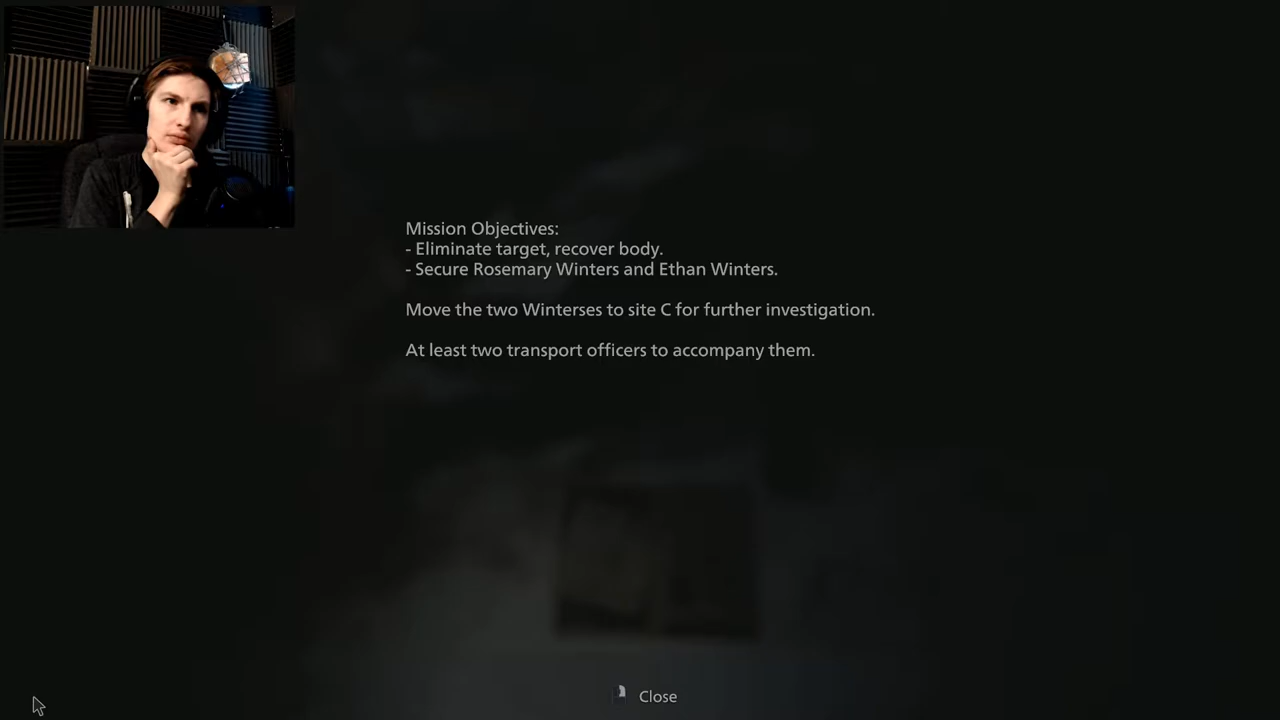 Mission Objectives:
- Eliminate target, recover body.
- Secure Rosemary Winters and Ethan Winters.
Move the two Winterses to site C for further investigation.
At least two transport officers to accompany them.
Close